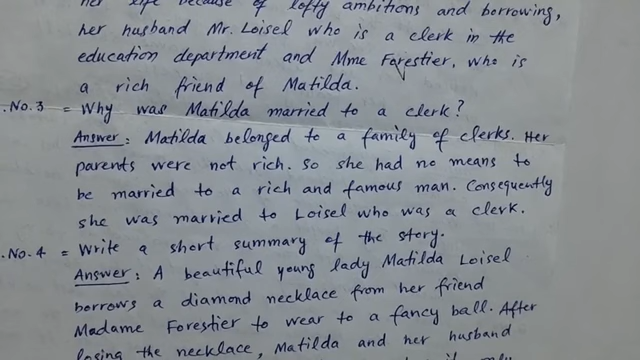 her life because of lofty ambitions and borrowing,
her husband Mr. Loisel who is a clerk in the
education department and Mme Forestier, who is
a rich friend of Matilda.
. No. 3 = Why was Matilda married to a clerk?
Answer: Matilda belonged to a family of clerks. Her
parents were not rich. So she had no means to
be married to a rich and famous man. Consequently
she was married to Loisel who was a clerk.
. No. 4 = Write a short summary of the story.
Answer: A beautiful young lady Matilda Loisel
borrows a diamond necklace from her friend
Madame Forestier to wear to a fancy ball. After
losing the necklace, Matilda and her husband